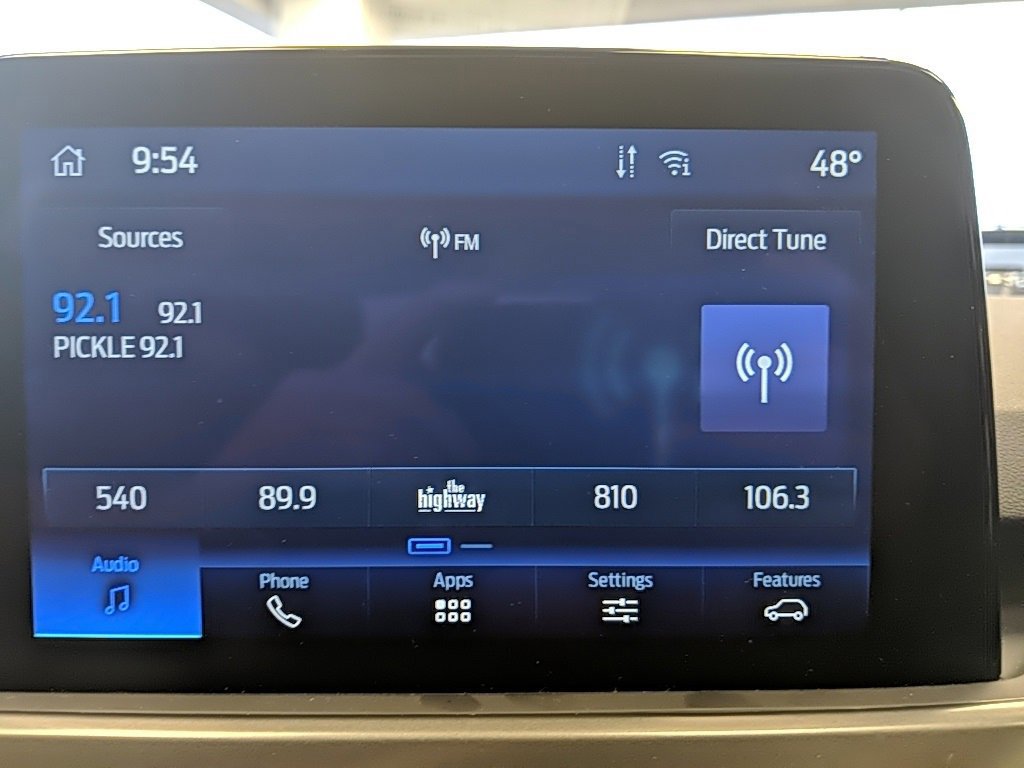 9:54 48°
Sources FM Direct Tune
92.1 92.1
PICKLE 92.1
540 89.9 the highway 810 106.3
Audio Phone Apps Settings Features